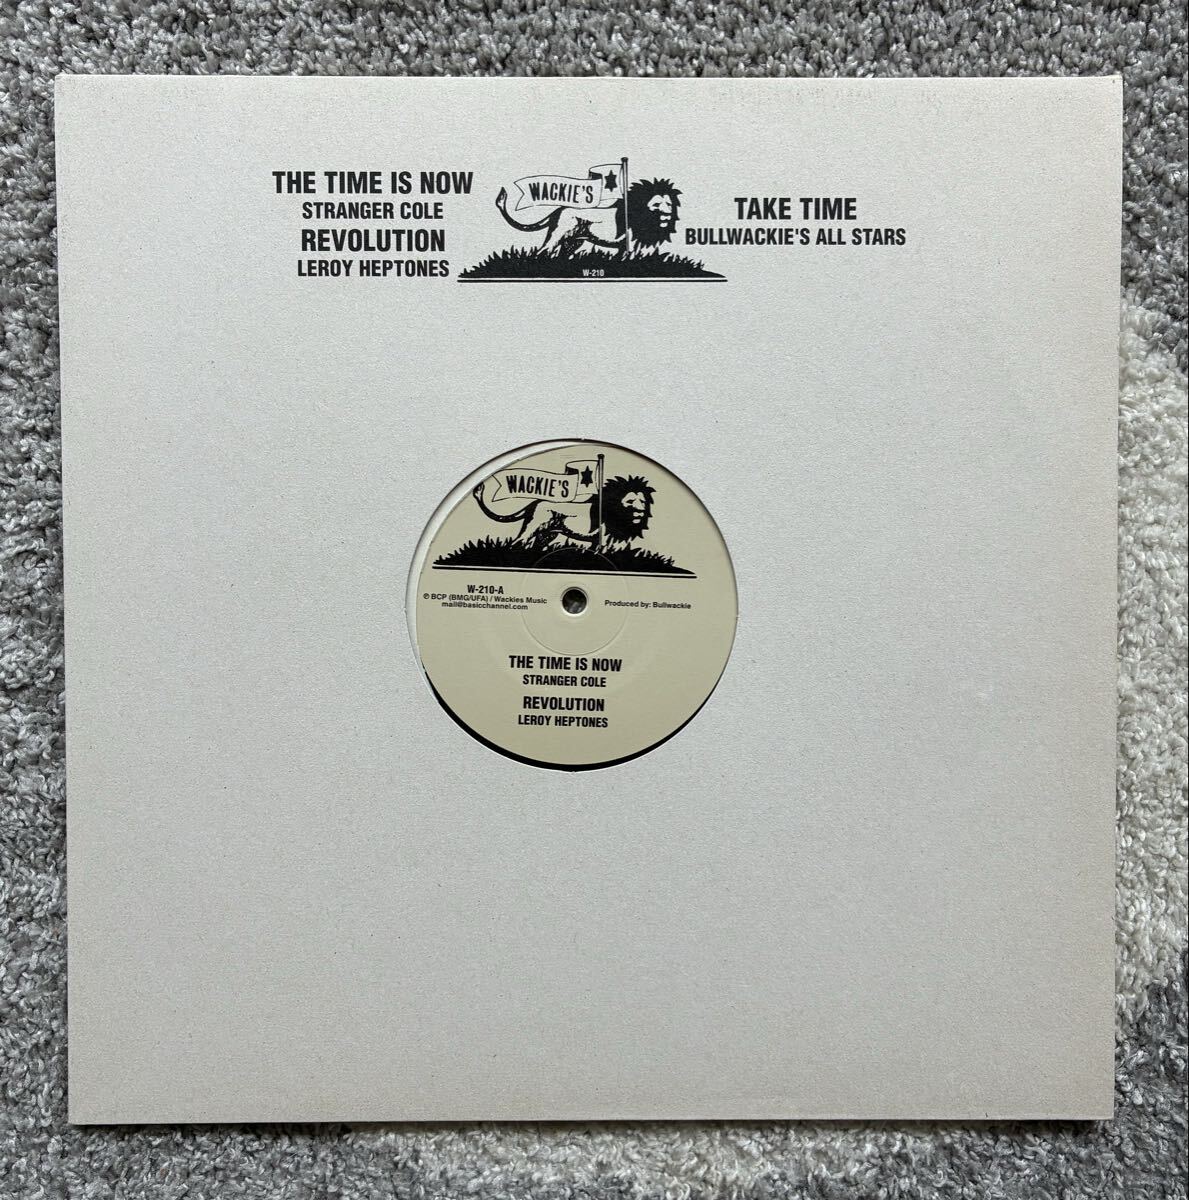 THE TIME IS NOW
STRANGER COLE
REVOLUTION
LEROY HEPTONES
WACKIE'S
W-210
TAKE TIME
BULLWACKIE'S ALL STARS
WACKIE'S
W-210-A
℗ BCP (BMG/UFA) / Wackies Music
mail@basicchannel.com
Produced by: Bullwackie
THE TIME IS NOW
STRANGER COLE
REVOLUTION
LEROY HEPTONES